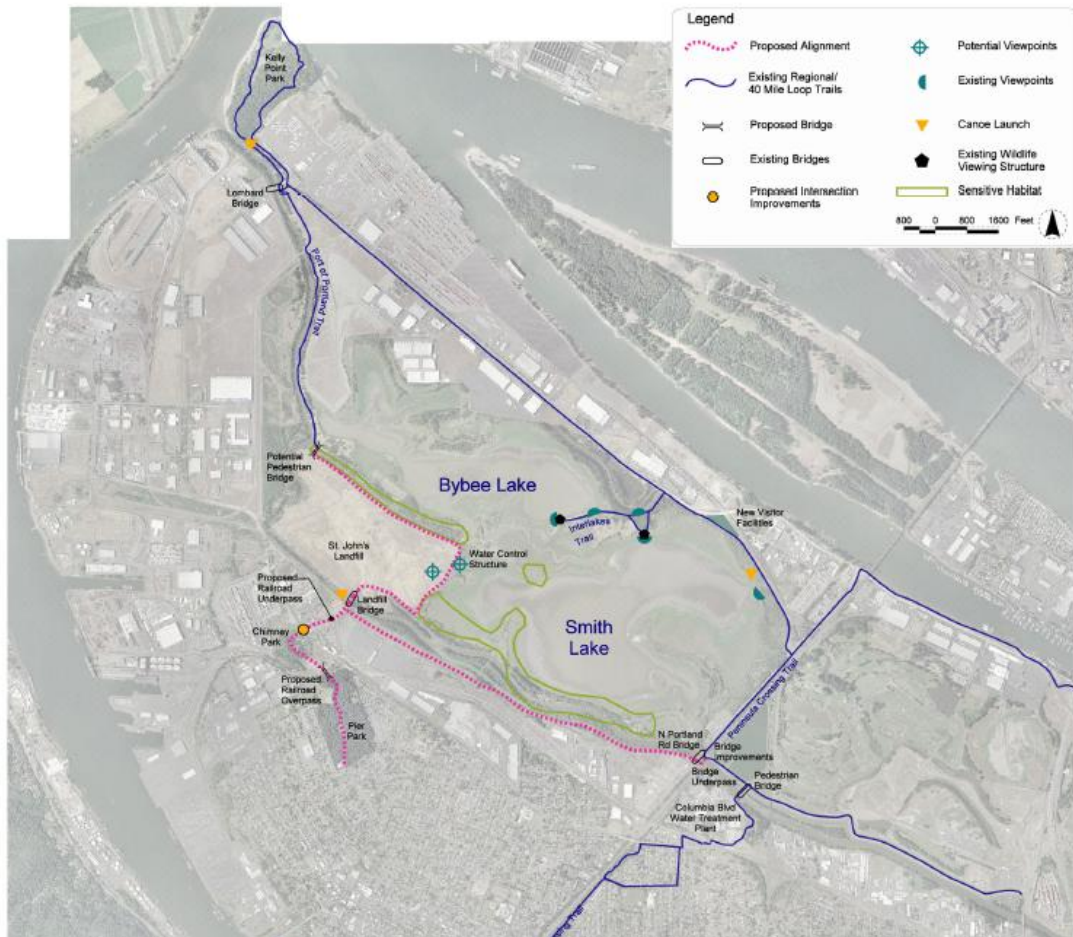 Legend
Proposed Alignment
Existing Regional/
40 Mile Loop Trails
Proposed Bridge
Existing Bridges
Proposed Intersection
Improvements
Potential Viewpoints
Existing Viewpoints
Canoe Launch
Existing Wildlife
Viewing Structure
Sensitive Habitat
800 0 800 1600 Feet
Kelly
Point
Park
Lombard
Bridge
Port of Portland Trail
Potential
Pedestrian
Bridge
Bybee Lake
Interlakes
Trail
New Visitor
Facilities
St. John's
Landfill
Water Control
Structure
Proposed
Railroad
Underpass
Landfill
Bridge
Chimney
Park
Smith
Lake
Proposed
Railroad
Overpass
Pier
Park
Peninsula Crossing Trail
N Portland
Rd Bridge
Bridge
Improvements
Bridge
Underpass
Pedestrian
Bridge
Columbia Blvd
Water Treatment
Plant
ssing Trail